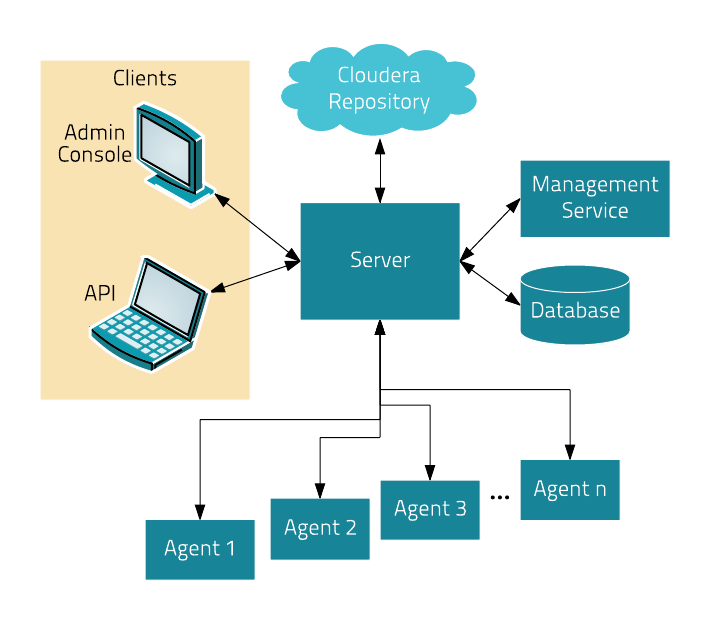 Clients
Admin
Console
API
Cloudera
Repository
Server
Management
Service
Database
Agent 1
Agent 2
Agent 3
...
Agent n